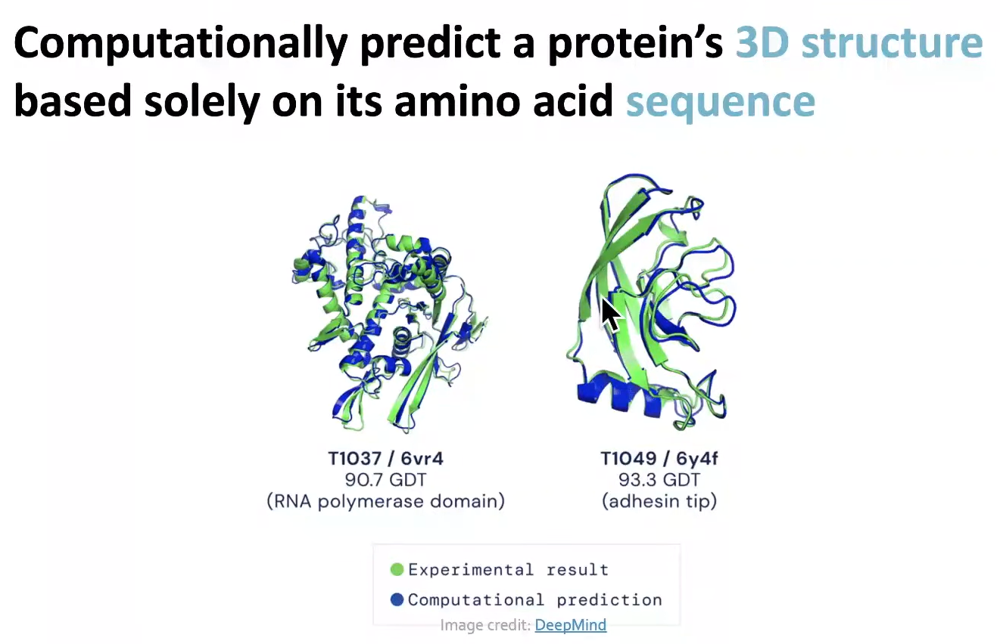 Computationally predict a protein’s 3D structure
based solely on its amino acid sequence
T1037 / 6vr4
90.7 GDT
(RNA polymerase domain)
T1049 / 6y4f
93.3 GDT
(adhesin tip)
Experimental result
Computational prediction
Image credit: DeepMind